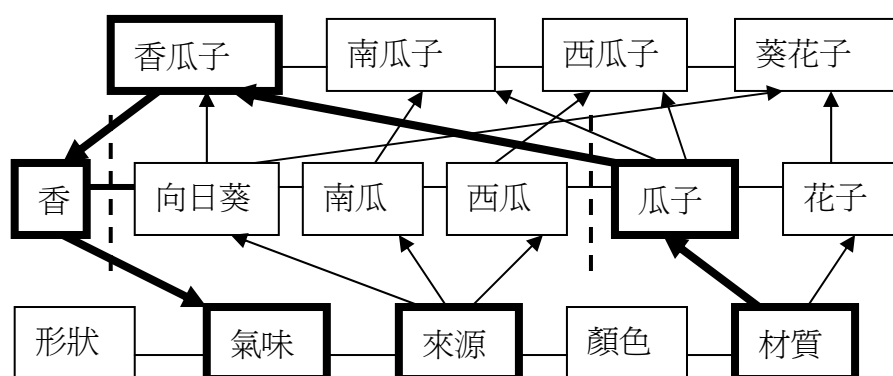 香瓜子 南瓜子 西瓜子 葵花子
香 向日葵 南瓜 西瓜 瓜子 花子
形狀 氣味 來源 顏色 材質